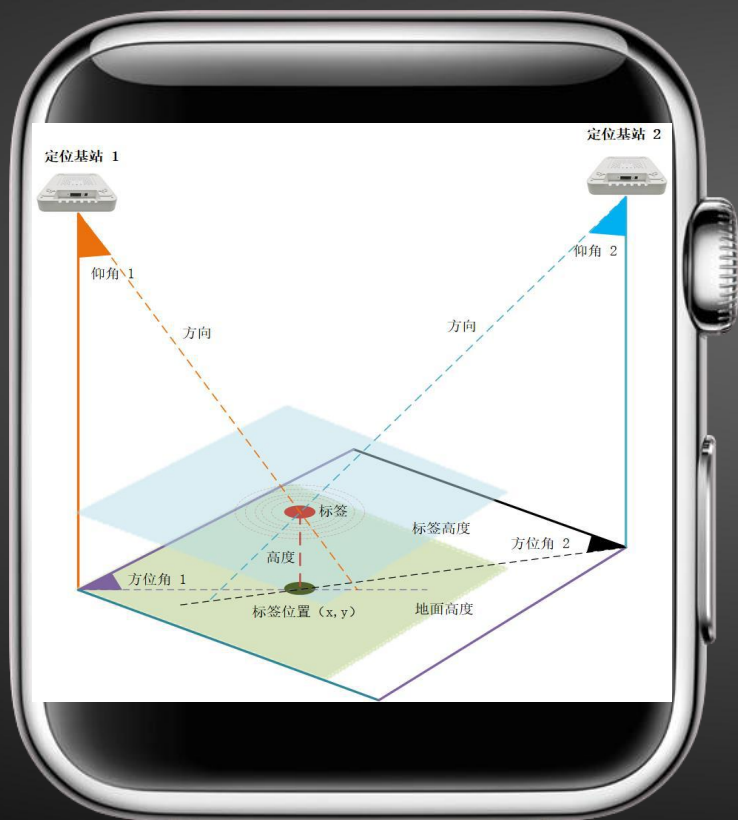 定位基站 2
定位基站 1
仰角 2
仰角 1
方向
方向
标签
标签高度
方位角 2
高度
方位角 1
标签位置（x,y）
地面高度